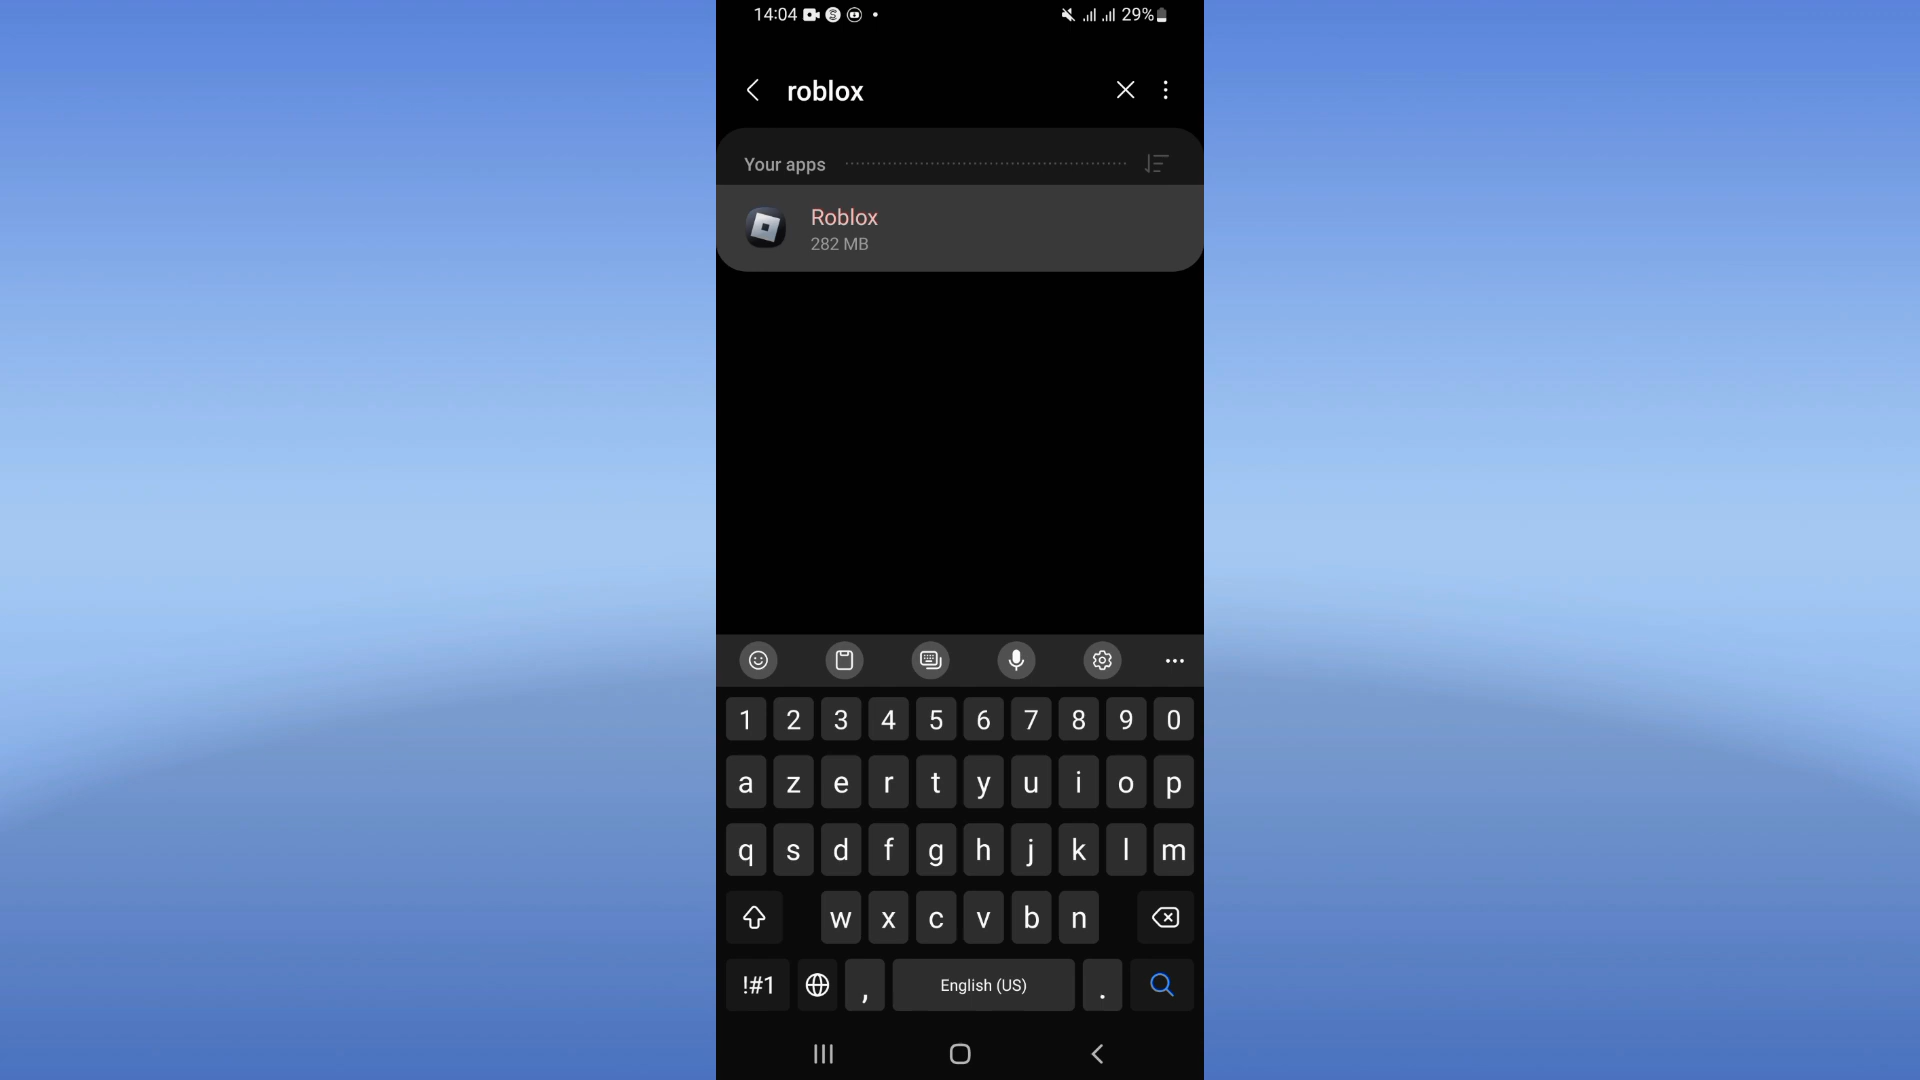 14:04 29%
roblox
Your apps
Roblox
282 MB
1 2 3 4 5 6 7 8 9 0
a z e r t y u i o p
q s d f g h j k l m
w x c v b n
!#1 , English (US) .